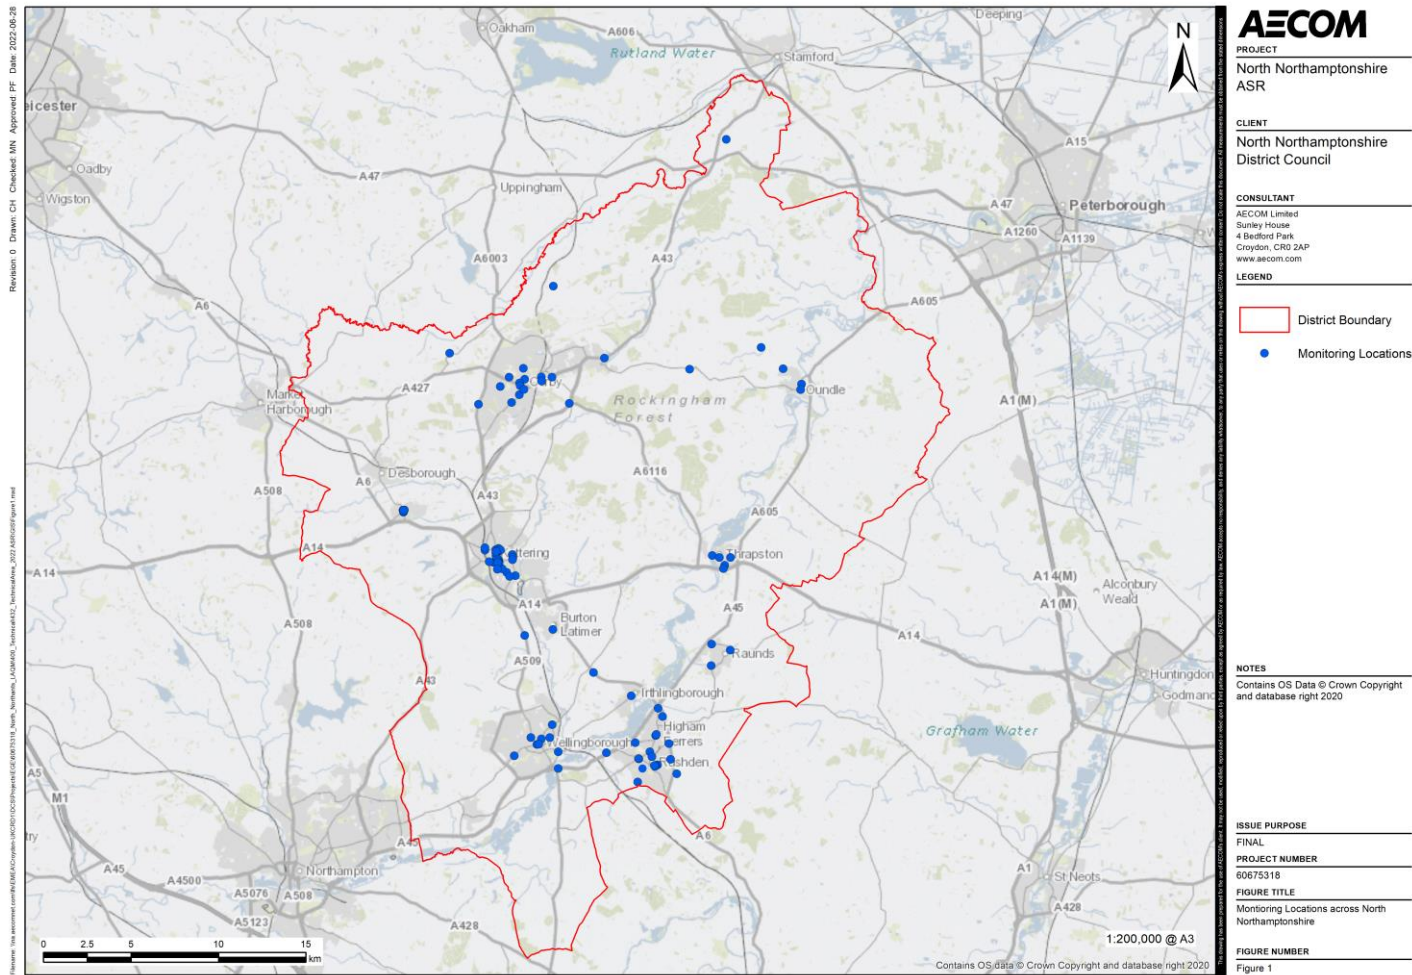 Revision: 0 Drawn: CH Checked: MN Approved: PF Date: 2022-06-28
Oakham
A606
Rutland Water
Stamford
Deeping
N
eicester
Oadby
Wigston
A47
Uppingham
A15
A47
Peterborough
A1260
A1139
A6003
A43
A6
A605
A427
Market
Harborough
Corby
Rockingham
Forest
Oundle
A1(M)
Desborough
A6
A508
A43
A6116
A605
A14
A14
Kettering
Thrapston
A14(M)
A1(M)
Alconbury
Weald
A14
A45
A14
A508
Burton
Latimer
A509
Raunds
Huntingdon
Godmanc
A43
Irthlingborough
Higham
Ferrers
Grafham Water
Wellingborough
Rushden
A5
M1
try
A6
A45
A45
A4500
Northampton
A5076
A508
A5123
A428
A1
St Neots
A428
0 2.5 5 10 15
km
1:200,000 @ A3
Contains OS data © Crown Copyright and database right 2020
AECOM
PROJECT
North Northamptonshire
ASR
CLIENT
North Northamptonshire
District Council
CONSULTANT
AECOM Limited
Sunley House
4 Bedford Park
Croydon, CR0 2AP
www.aecom.com
LEGEND
District Boundary
Monitoring Locations
NOTES
Contains OS Data © Crown Copyright
and database right 2020
ISSUE PURPOSE
FINAL
PROJECT NUMBER
60675318
FIGURE TITLE
Montioring Locations across North
Northamptonshire
FIGURE NUMBER
Figure 1